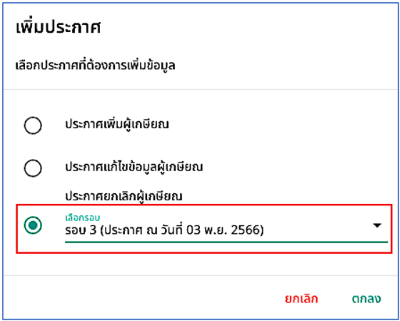 เพิ่มประกาศ
เลือกประกาศที่ต้องการเพิ่มข้อมูล
ประกาศเพิ่มผู้เกษียณ
ประกาศแก้ไขข้อมูลผู้เกษียณ
ประกาศยกเลิกผู้เกษียณ
เลือกรอบ
รอบ 3 (ประกาศ ณ วันที่ 03 พ.ย. 2566)
ยกเลิก ตกลง